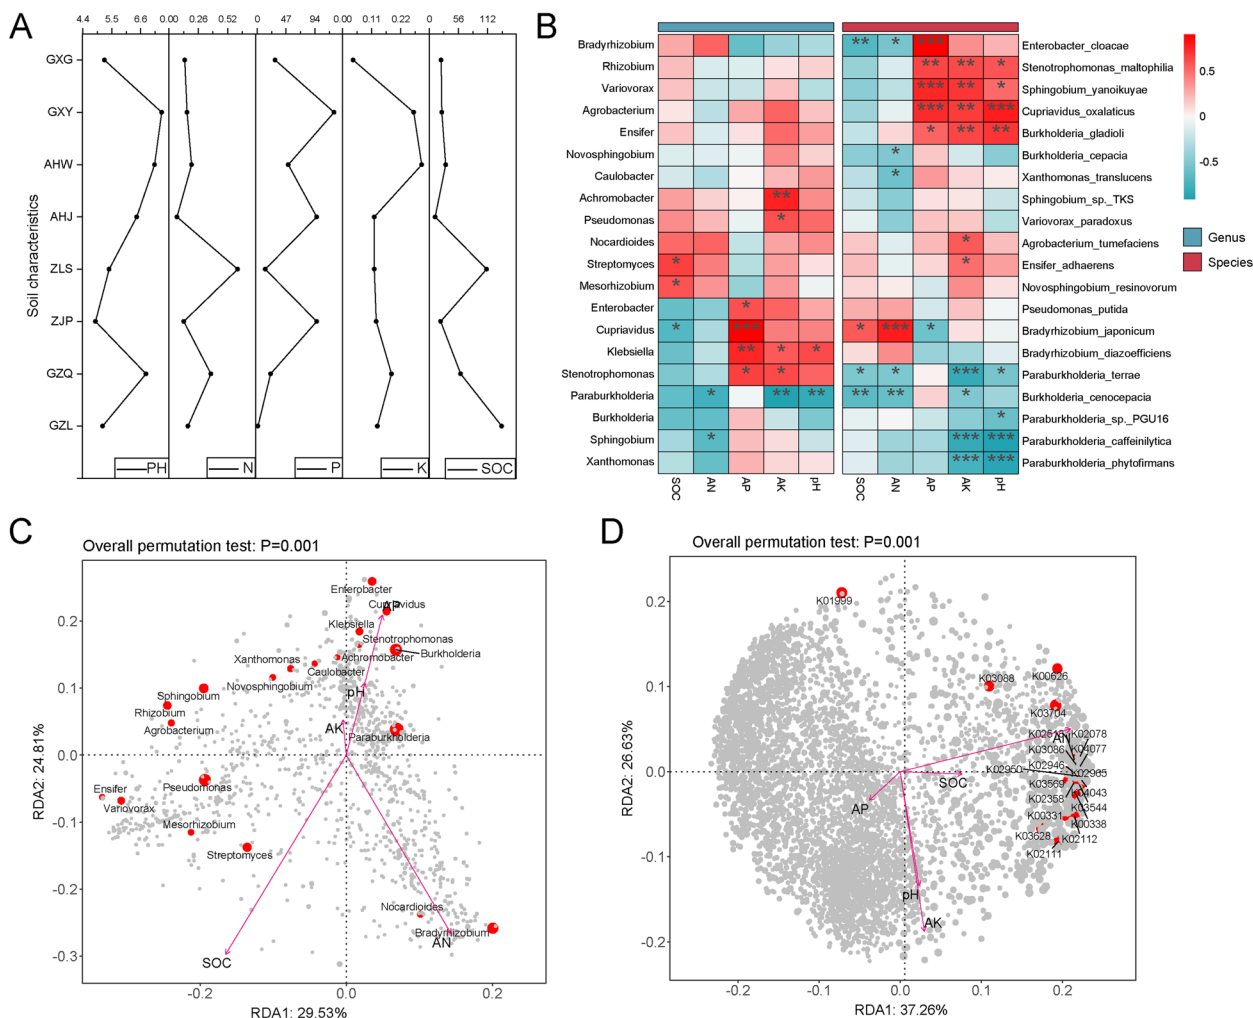 A
4.4 5.5 6.6 0.00 0.26 0.52 0 47 94 0.00 0.11 0.22 0 56 112
Soil characteristics
GXG
GXY
AHW
AHJ
ZLS
ZJP
GZQ
GZL
PH N P K SOC
B
Bradyrhizobium
Rhizobium
Variovorax
Agrobacterium
Ensifer
Novosphingobium
Caulobacter
Achromobacter
Pseudomonas
Nocardioides
Streptomyces
Mesorhizobium
Enterobacter
Cupriavidus
Klebsiella
Stenotrophomonas
Paraburkholderia
Burkholderia
Sphingobium
Xanthomonas
SOC AN AP AK pH SOC AN AP AK pH
Enterobacter_cloacae
Stenotrophomonas_maltophilia
Sphingobium_yanoikuyae
Cupriavidus_oxalaticus
Burkholderia_gladioli
Burkholderia_cepacia
Xanthomonas_translucens
Sphingobium_sp._TKS
Variovorax_paradoxus
Agrobacterium_tumefaciens
Ensifer_adhaerens
Novosphingobium_resinovorum
Pseudomonas_putida
Bradyrhizobium_japonicum
Bradyrhizobium_diazoefficiens
Paraburkholderia_terrae
Burkholderia_cenocepacia
Paraburkholderia_sp._PGU16
Paraburkholderia_caffeinilytica
Paraburkholderia_phytofirmans
0.5
0
-0.5
Genus
Species
C
Overall permutation test: P=0.001
Enterobacter
Cupriavidus
AP
Klebsiella
Stenotrophomonas
Burkholderia
Achromobacter
Xanthomonas
Caulobacter
Novosphingobium
pH
Sphingobium
Rhizobium
Agrobacterium
AK
Paraburkholderia
Ensifer
Pseudomonas
Variovorax
Mesorhizobium
Streptomyces
Nocardioides
Bradyrhizobium
AN
SOC
0.2
0.1
0.0
-0.1
-0.2
-0.3
RDA2: 24.81%
-0.2 0.0 0.2
RDA1: 29.53%
D
Overall permutation test: P=0.001
K01999
K03088
K00626
K03704
K02078
AN
K03086
K04077
K02946
K02950
K03569
K04043
K02358
K03544
K00331
K00338
K03628
K02112
K02111
SOC
AP
pH
AK
0.2
0.1
0.0
-0.1
-0.2
RDA2: 26.63%
-0.2 -0.1 0.0 0.1 0.2
RDA1: 37.26%